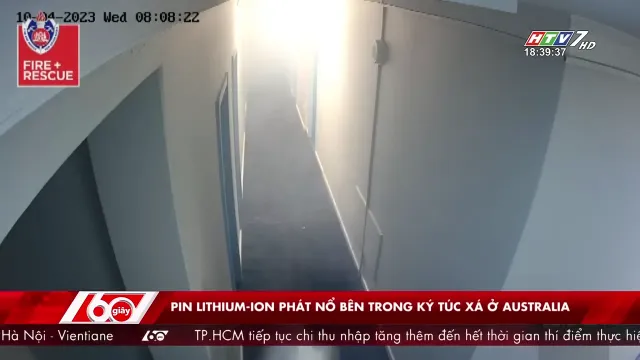 10-04-2023 Wed 08:08:22
FIRE+
RESCUE
HTV7 HD
18:39:37
60 giây
PIN LITHIUM-ION PHÁT NỔ BÊN TRONG KÝ TÚC XÁ Ở AUSTRALIA
Hà Nội - Vientiane 60 TP.HCM tiếp tục chi thu nhập tăng thêm đến hết thời gian thí điểm thực hiện